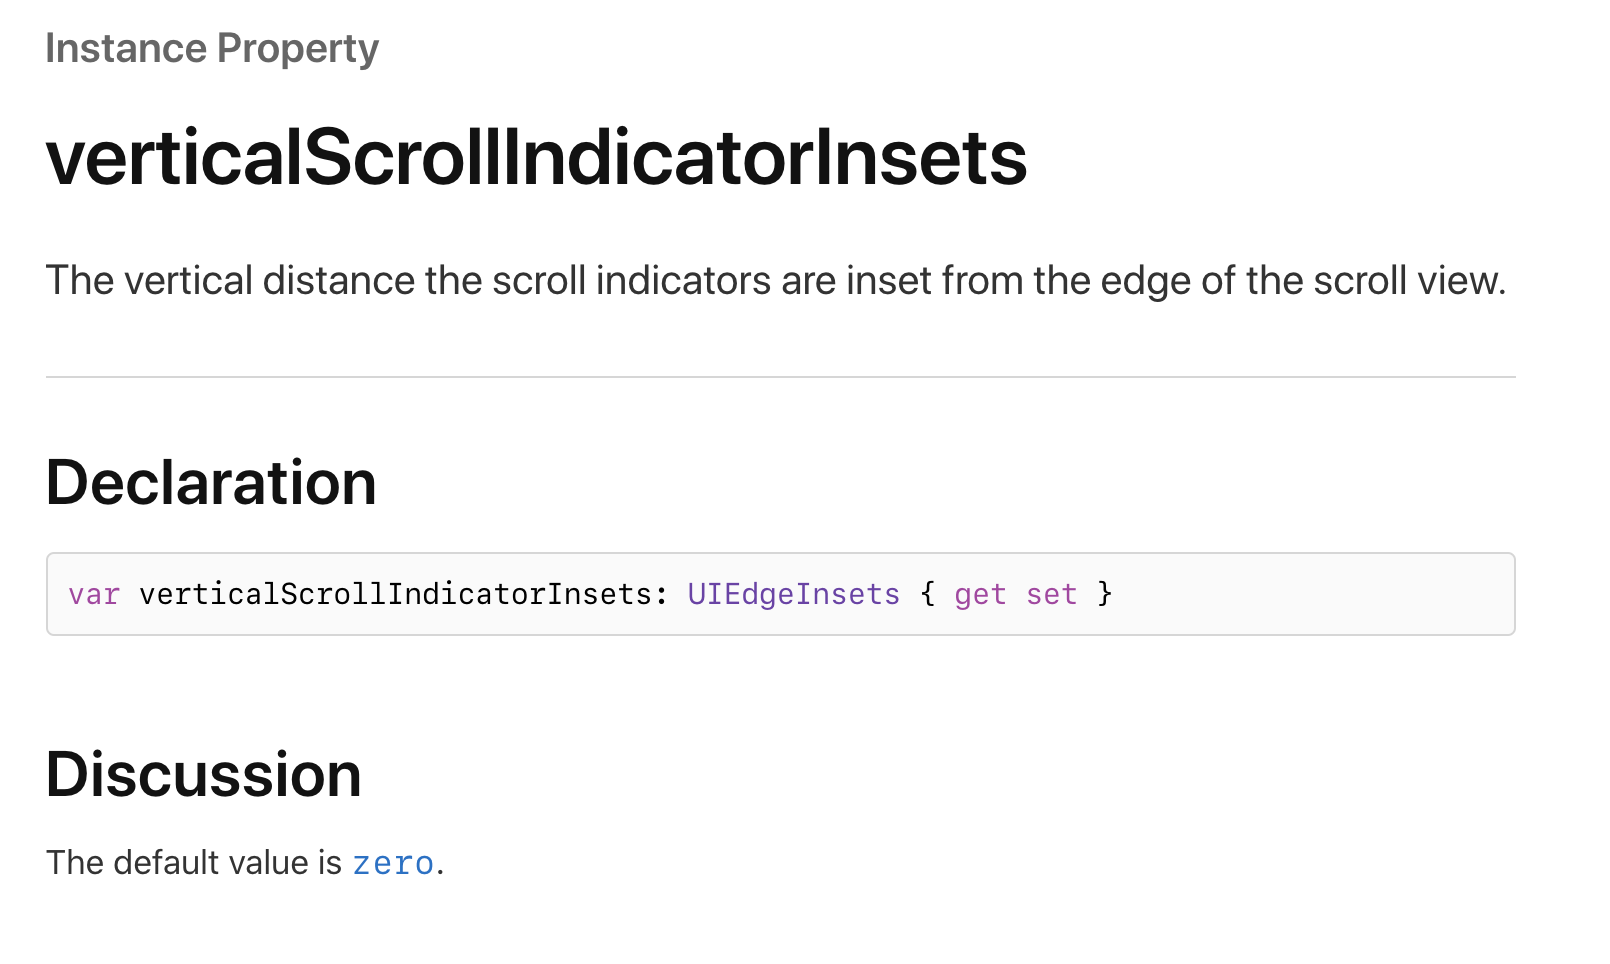 Instance Property
verticalScrollIndicatorInsets
The vertical distance the scroll indicators are inset from the edge of the scroll view.
Declaration
var verticalScrollIndicatorInsets: UIEdgeInsets { get set }
Discussion
The default value is zero.